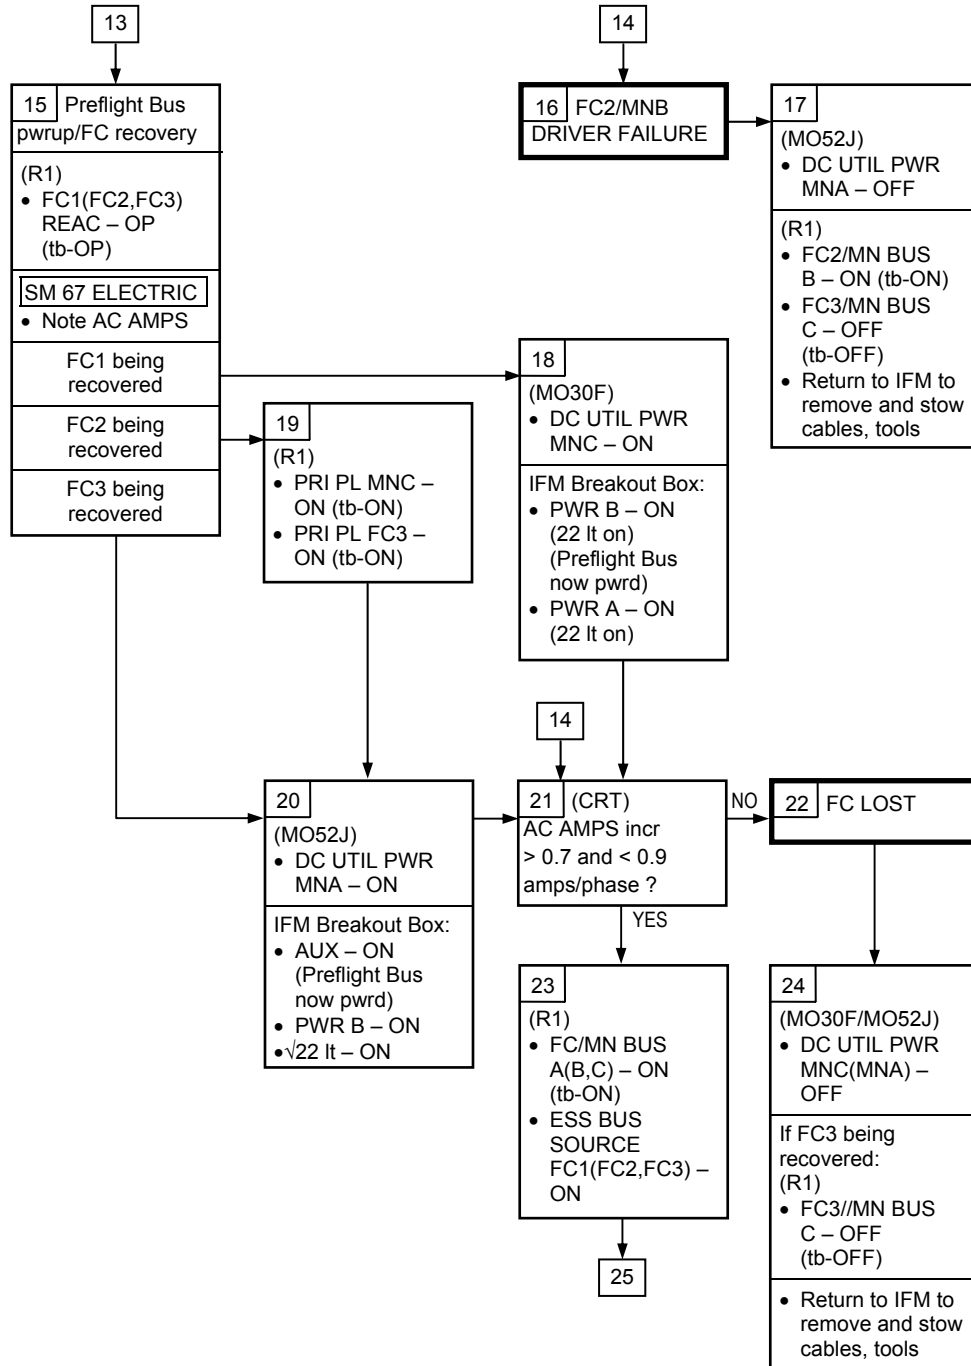 13
15 Preflight Bus
pwrup/FC recovery
(R1)
• FC1(FC2,FC3)
REAC – OP
(tb-OP)
SM 67 ELECTRIC
• Note AC AMPS
FC1 being
recovered
FC2 being
recovered
FC3 being
recovered
14
16 FC2/MNB
DRIVER FAILURE
17
(MO52J)
• DC UTIL PWR
MNA – OFF
(R1)
• FC2/MN BUS
B – ON (tb-ON)
• FC3/MN BUS
C – OFF
(tb-OFF)
• Return to IFM to
remove and stow
cables, tools
18
(MO30F)
• DC UTIL PWR
MNC – ON
IFM Breakout Box:
• PWR B – ON
(22 lt on)
(Preflight Bus
now pwrd)
• PWR A – ON
(22 lt on)
19
(R1)
• PRI PL MNC –
ON (tb-ON)
• PRI PL FC3 –
ON (tb-ON)
20
(MO52J)
• DC UTIL PWR
MNA – ON
IFM Breakout Box:
• AUX – ON
(Preflight Bus
now pwrd)
• PWR B – ON
•√22 lt – ON
14
21 (CRT)
AC AMPS incr
> 0.7 and < 0.9
amps/phase ?
NO
YES
22 FC LOST
23
(R1)
• FC/MN BUS
A(B,C) – ON
(tb-ON)
• ESS BUS
SOURCE
FC1(FC2,FC3) –
ON
25
24
(MO30F/MO52J)
• DC UTIL PWR
MNC(MNA) –
OFF
If FC3 being
recovered:
(R1)
• FC3//MN BUS
C – OFF
(tb-OFF)
• Return to IFM to
remove and stow
cables, tools